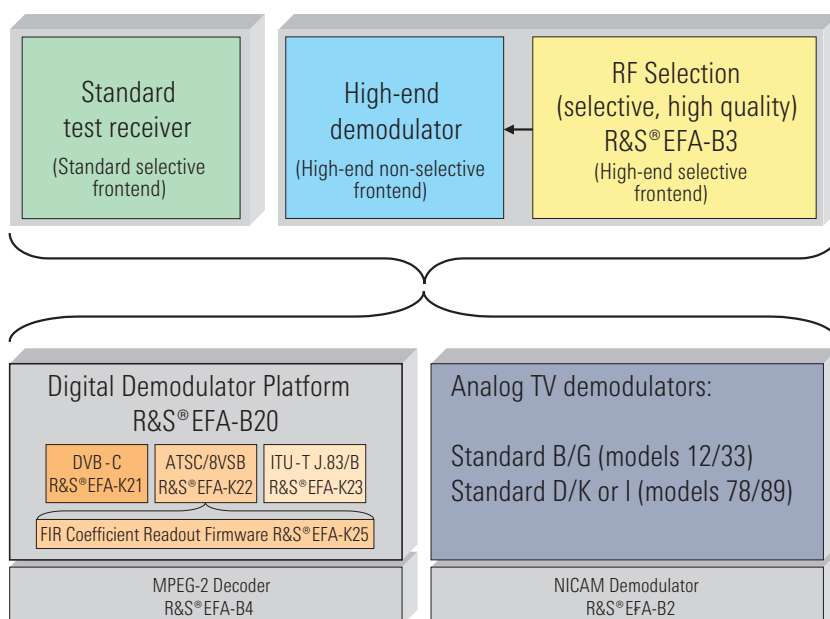 Standard
test receiver
(Standard selective
frontend)
High-end
demodulator
(High-end non-selective
frontend)
RF Selection
(selective, high quality)
R&S®EFA-B3
(High-end selective
frontend)
Digital Demodulator Platform
R&S®EFA-B20
DVB-C
R&S®EFA-K21
ATSC/8VSB
R&S®EFA-K22
ITU-T J.83/B
R&S®EFA-K23
FIR Coefficient Readout Firmware R&S®EFA-K25
MPEG-2 Decoder
R&S®EFA-B4
Analog TV demodulators:
Standard B/G (models 12/33)
Standard D/K or I (models 78/89)
NICAM Demodulator
R&S®EFA-B2